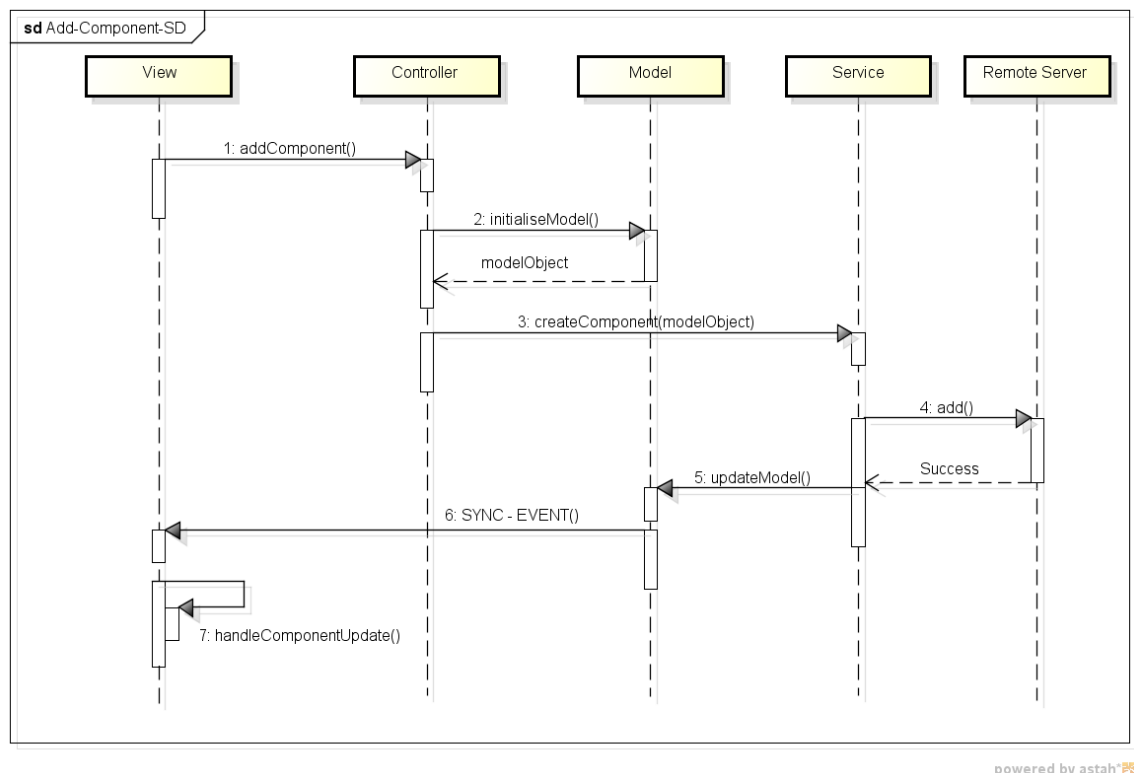 sd Add-Component-SD
View
Controller
Model
Service
Remote Server
1: addComponent()
2: initialiseModel()
modelObject
3: createComponent(modelObject)
4: add()
Success
5: updateModel()
6: SYNC - EVENT()
7: handleComponentUpdate()
powered by astah*